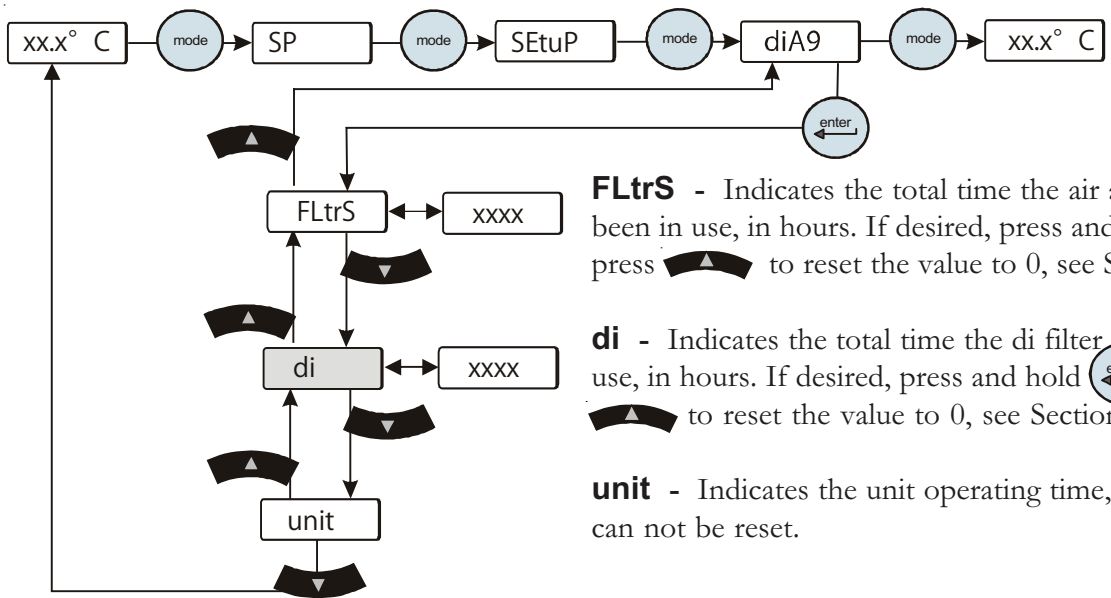 xx.x° C mode SP mode SEtuP mode diA9 mode xx.x° C
enter
FLtrS xxxx
di xxxx
unit
FLtrS - Indicates the total time the air
been in use, in hours. If desired, press and
press to reset the value to 0, see
di - Indicates the total time the di filter
use, in hours. If desired, press and hold
to reset the value to 0, see Section
unit - Indicates the unit operating time,
can not be reset.